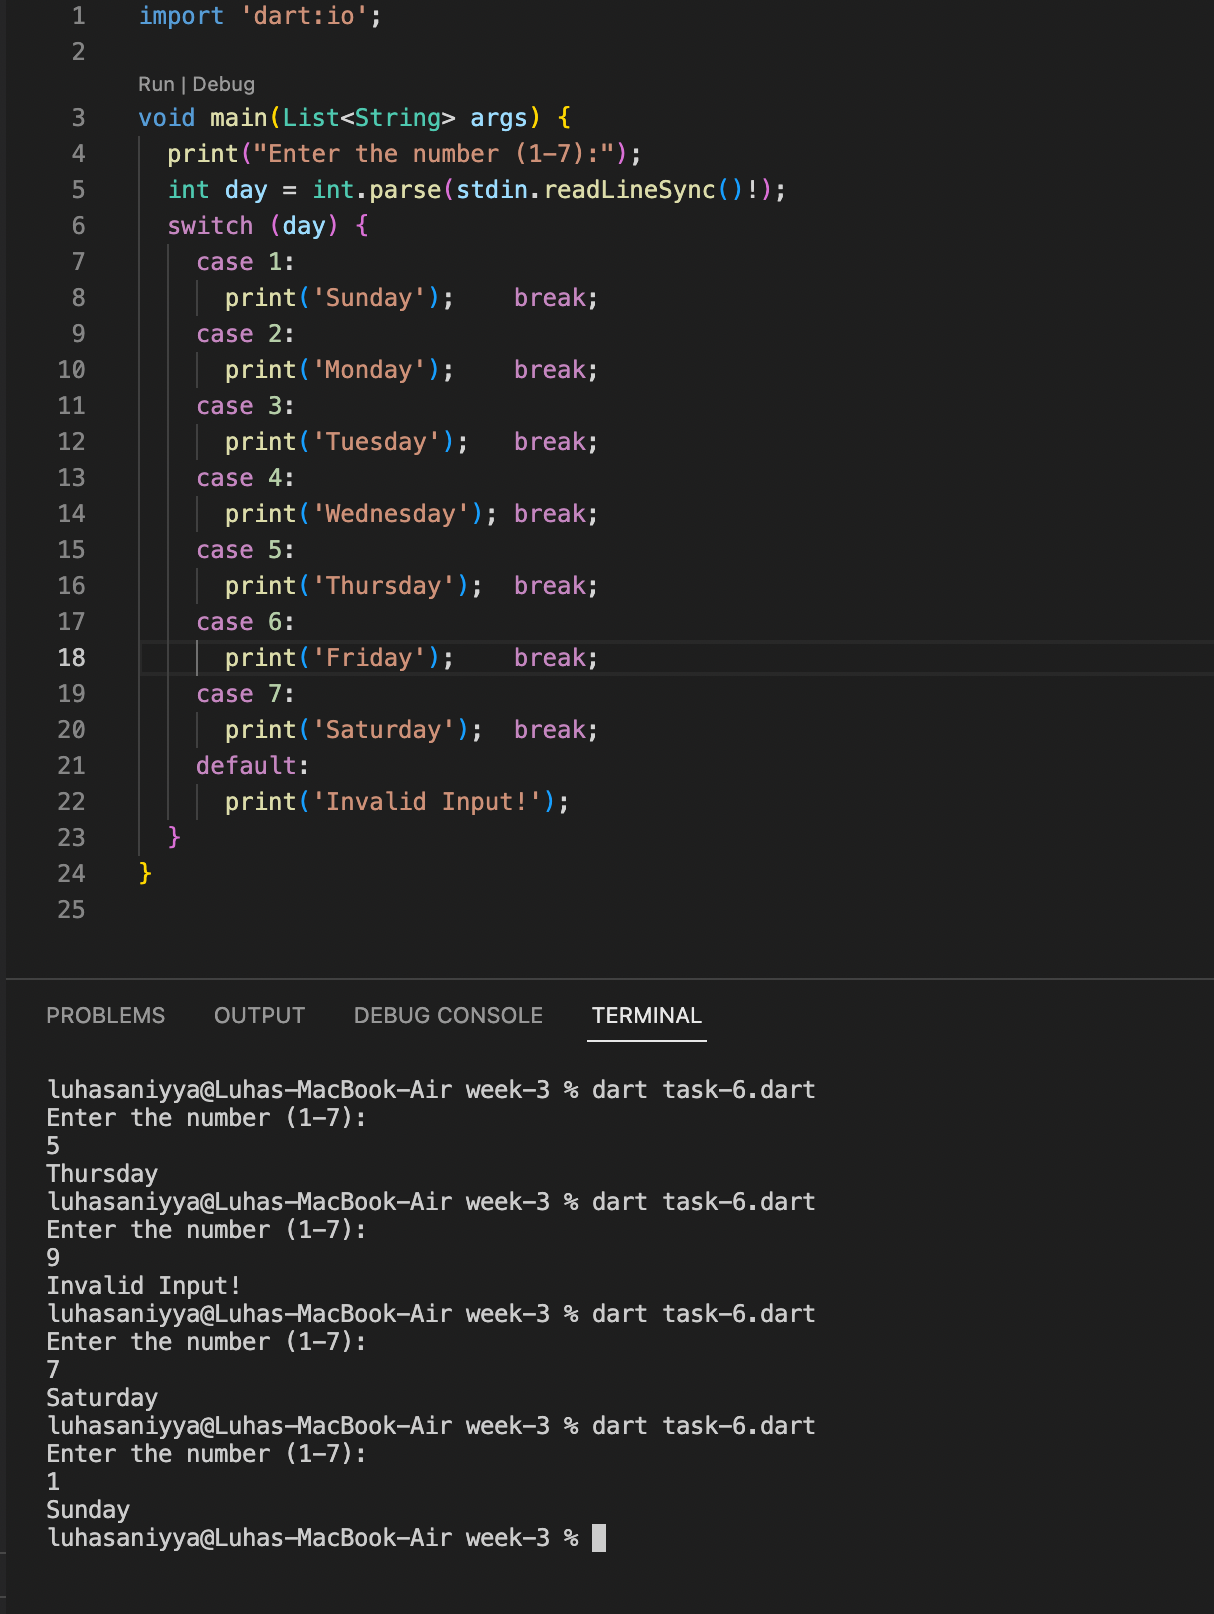 1 import 'dart:io';
2
Run | Debug
3 void main(List<String> args) {
4 print("Enter the number (1-7):");
5 int day = int.parse(stdin.readLineSync()!);
6 switch (day) {
7 case 1:
8 print('Sunday');    break;
9 case 2:
10 print('Monday');    break;
11 case 3:
12 print('Tuesday');   break;
13 case 4:
14 print('Wednesday'); break;
15 case 5:
16 print('Thursday');  break;
17 case 6:
18 print('Friday');    break;
19 case 7:
20 print('Saturday');  break;
21 default:
22 print('Invalid Input!');
23 }
24 }
25
PROBLEMS OUTPUT DEBUG CONSOLE TERMINAL
luhasaniyya@Luhas-MacBook-Air week-3 % dart task-6.dart
Enter the number (1-7):
5
Thursday
luhasaniyya@Luhas-MacBook-Air week-3 % dart task-6.dart
Enter the number (1-7):
9
Invalid Input!
luhasaniyya@Luhas-MacBook-Air week-3 % dart task-6.dart
Enter the number (1-7):
7
Saturday
luhasaniyya@Luhas-MacBook-Air week-3 % dart task-6.dart
Enter the number (1-7):
1
Sunday
luhasaniyya@Luhas-MacBook-Air week-3 %